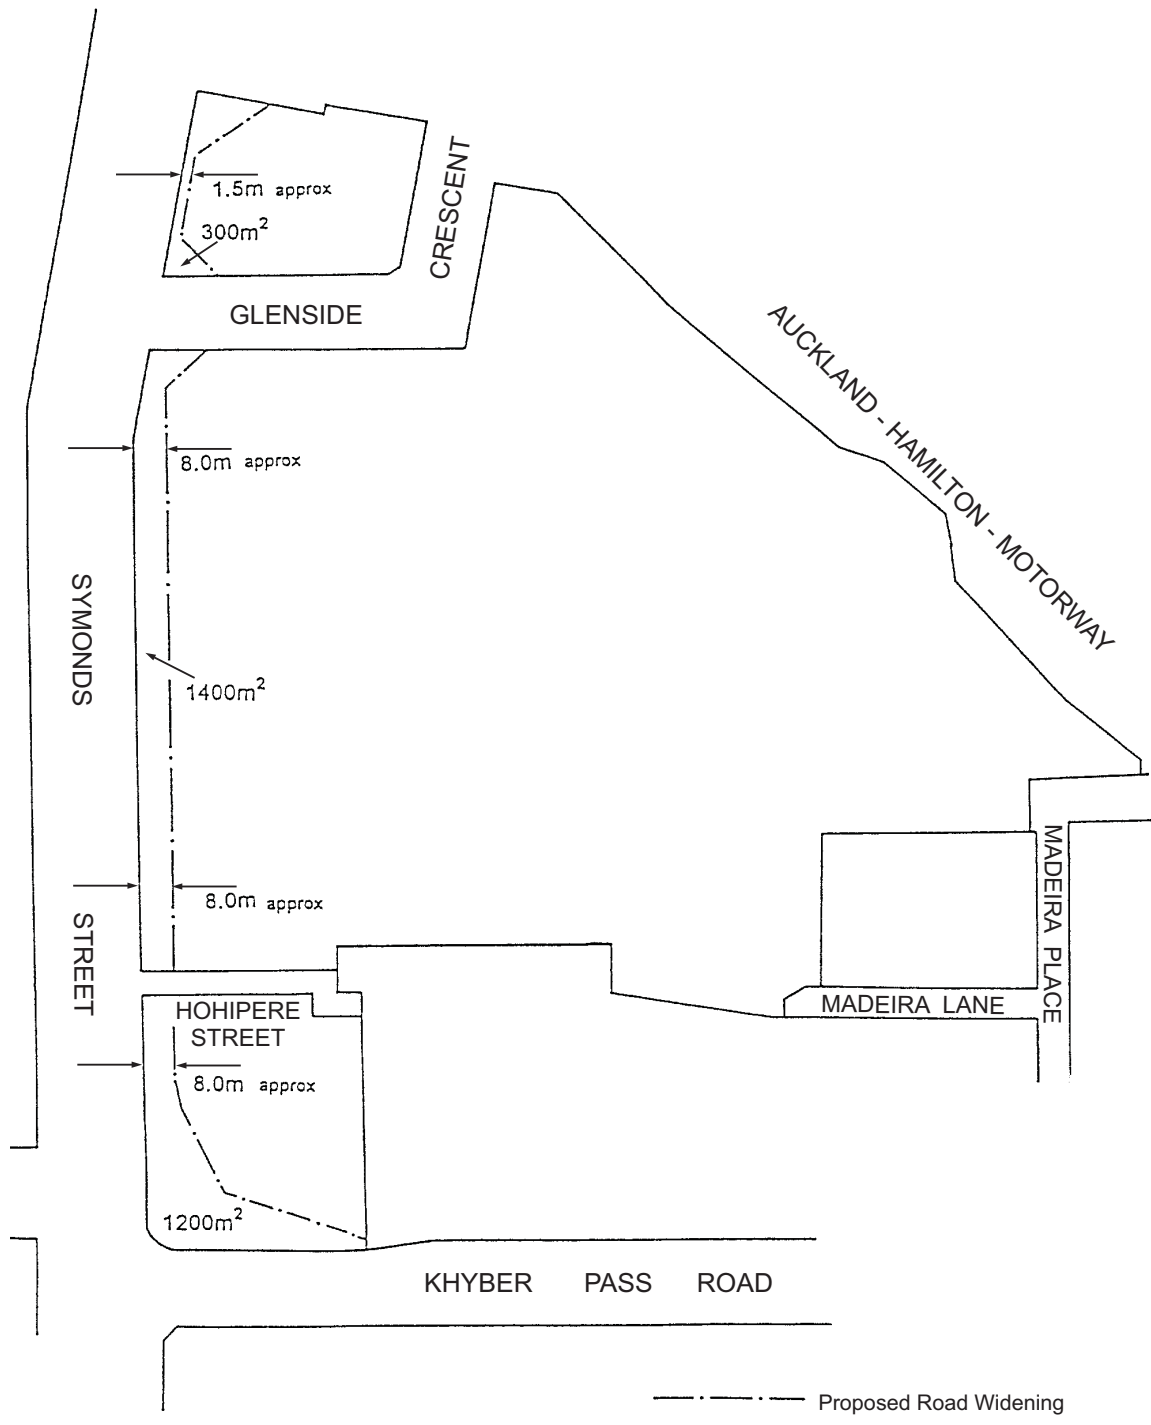 1.5m approx
300m²
CRESCENT
GLENSIDE
AUCKLAND - HAMILTON - MOTORWAY
8.0m approx
SYMONDS
1400m²
8.0m approx
STREET
MADEIRA PLACE
MADEIRA LANE
HOHIPERE
STREET
8.0m approx
1200m²
KHYBER PASS ROAD
Proposed Road Widening